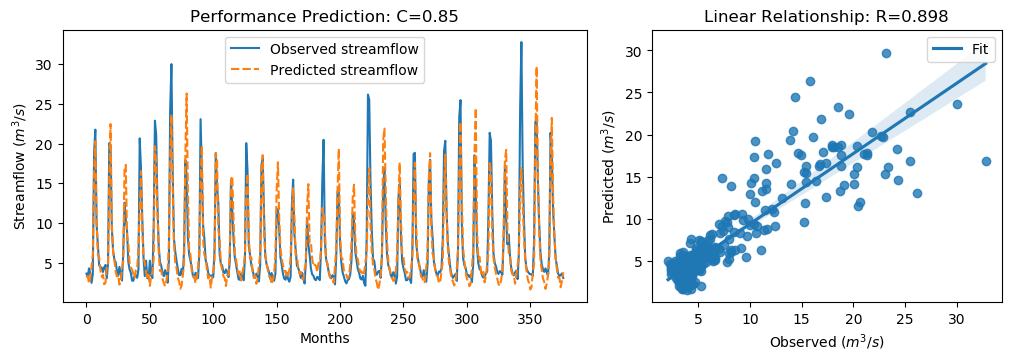 Performance Prediction: C=0.85
Observed streamflow
Predicted streamflow
Streamflow (m³/s)
30
25
20
15
10
5
0 50 100 150 200 250 300 350
Months
Linear Relationship: R=0.898
Fit
Predicted (m³/s)
30
25
20
15
10
5
5 10 15 20 25 30
Observed (m³/s)